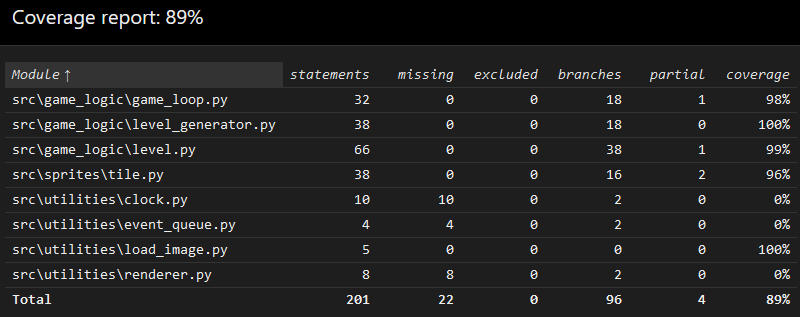 Coverage report: 89%
Module↑ statements missing excluded branches partial coverage
src\game_logic\game_loop.py 32 0 0 18 1 98%
src\game_logic\level_generator.py 38 0 0 18 0 100%
src\game_logic\level.py 66 0 0 38 1 99%
src\sprites\tile.py 38 0 0 16 2 96%
src\utilities\clock.py 10 10 0 2 0 0%
src\utilities\event_queue.py 4 4 0 2 0 0%
src\utilities\load_image.py 5 0 0 0 0 100%
src\utilities\renderer.py 8 8 0 2 0 0%
Total 201 22 0 96 4 89%